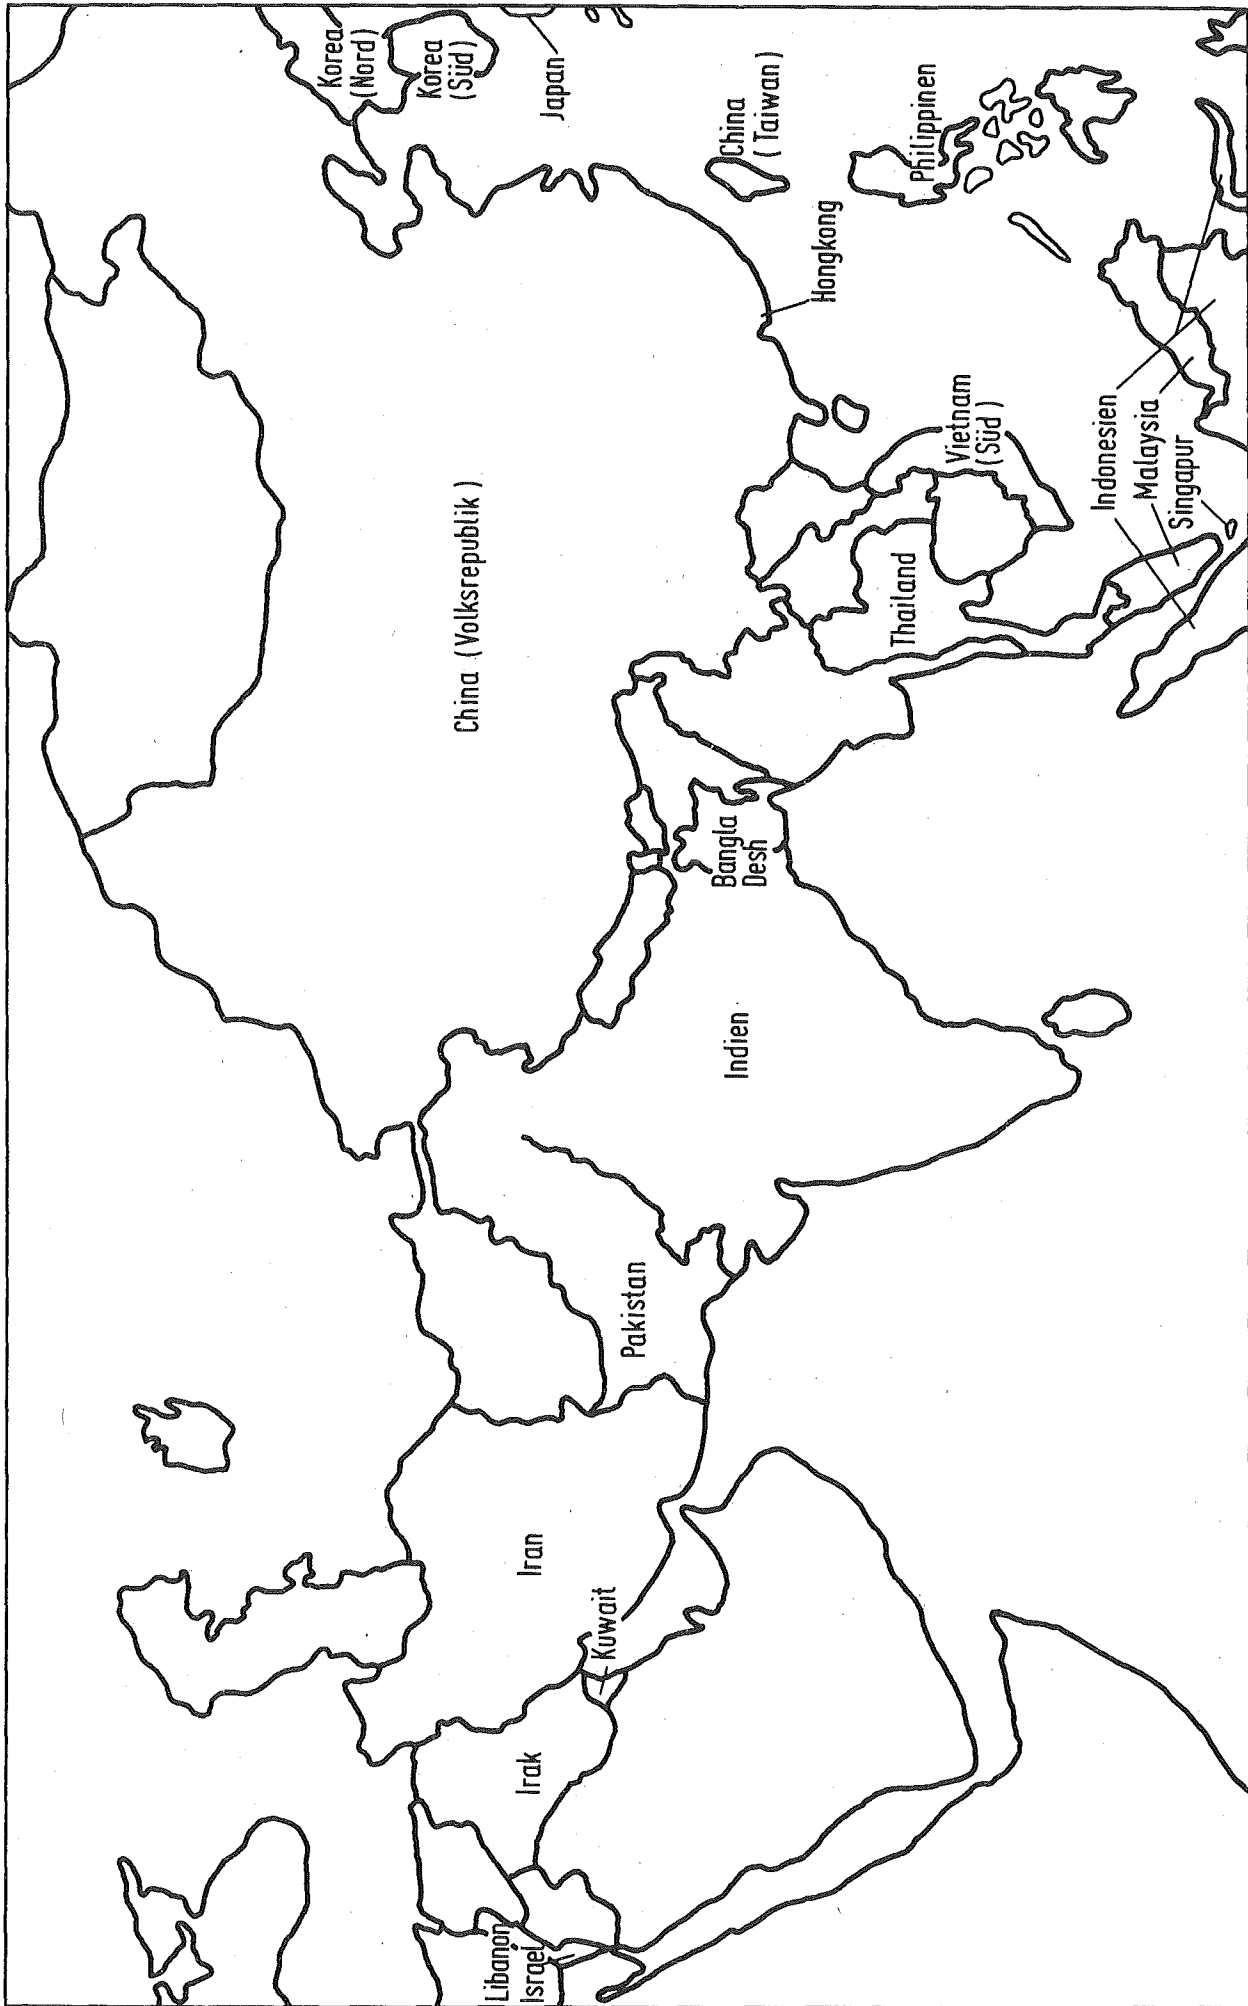 Korea
(Nord)
Korea
(Süd)
Japan
China
(Taiwan)
Philippinen
Hongkong
Vietnam
(Süd)
Indonesien
Malaysia
Singapur
Thailand
China (Volksrepublik)
Bangla
Desh
Indien
Pakistan
Iran
Kuwait
Irak
Libanon
Israel